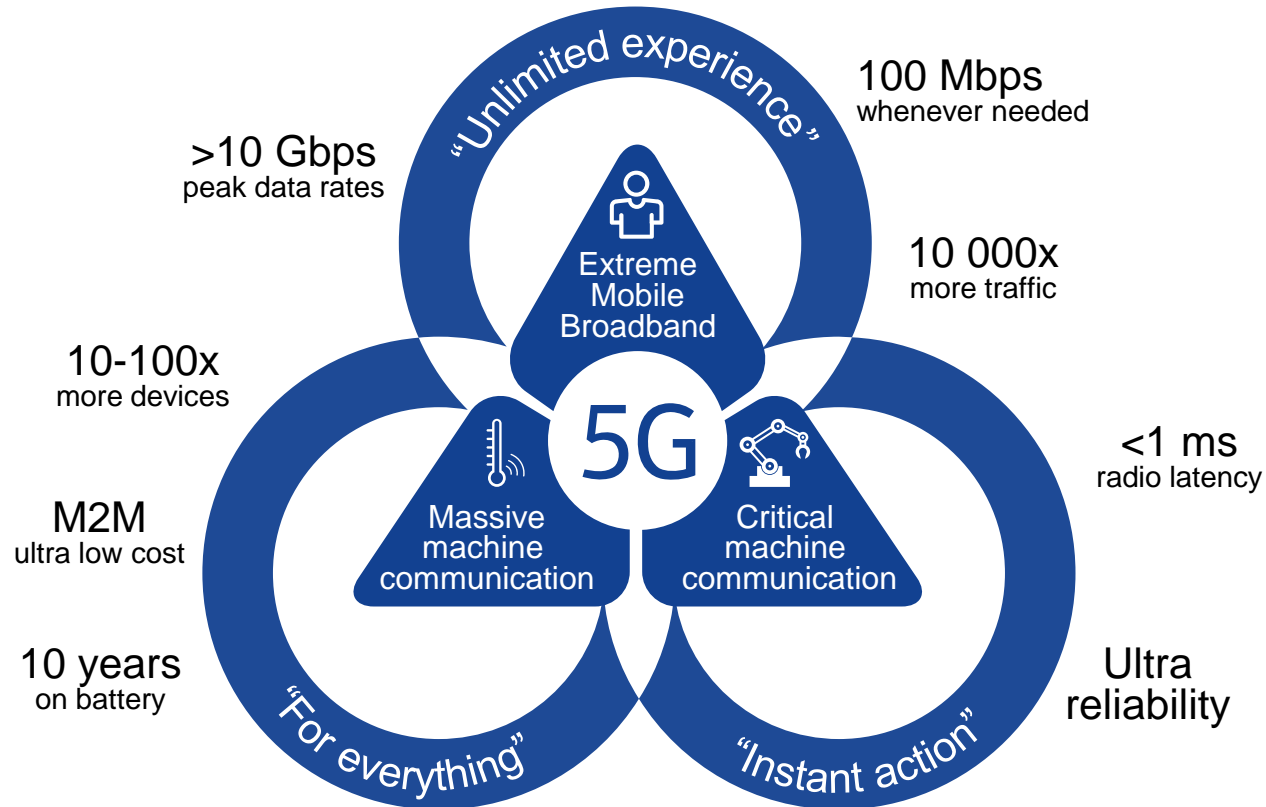 “Unlimited experience”
100 Mbps
whenever needed
>10 Gbps
peak data rates
Extreme
Mobile
Broadband
10 000x
more traffic
10-100x
more devices
5G
<1 ms
radio latency
M2M
ultra low cost
Massive
machine
communication
Critical
machine
communication
10 years
on battery
Ultra
reliability
“For everything”
“Instant action”